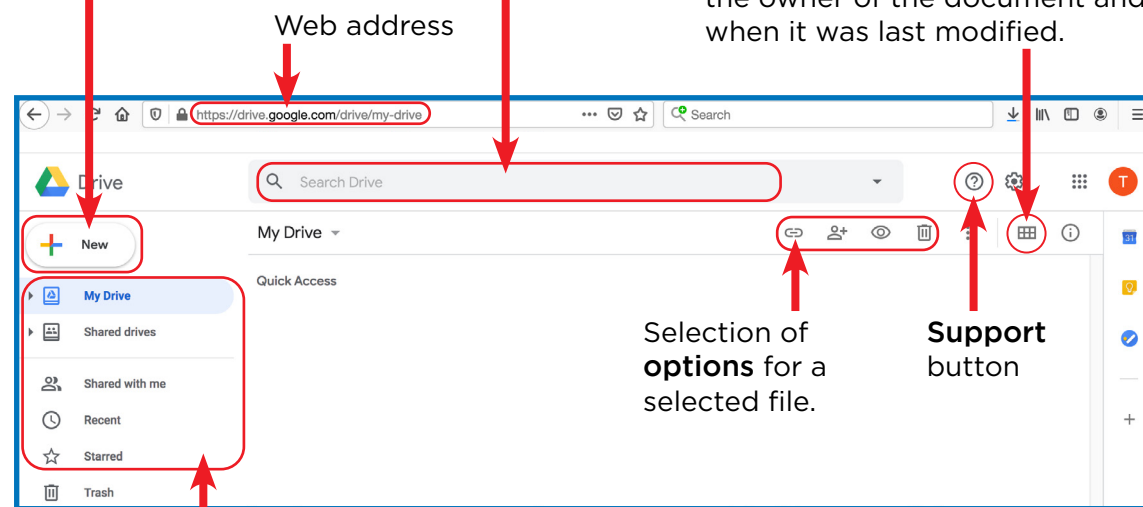 the owner of the document and
Web address
when it was last modified.
https://drive.google.com/drive/my-drive
Search
Drive
Search Drive
T
New
My Drive
31
Quick Access
My Drive
Shared drives
Selection of
options for a
selected file.
Support
button
Shared with me
Recent
Starred
Trash